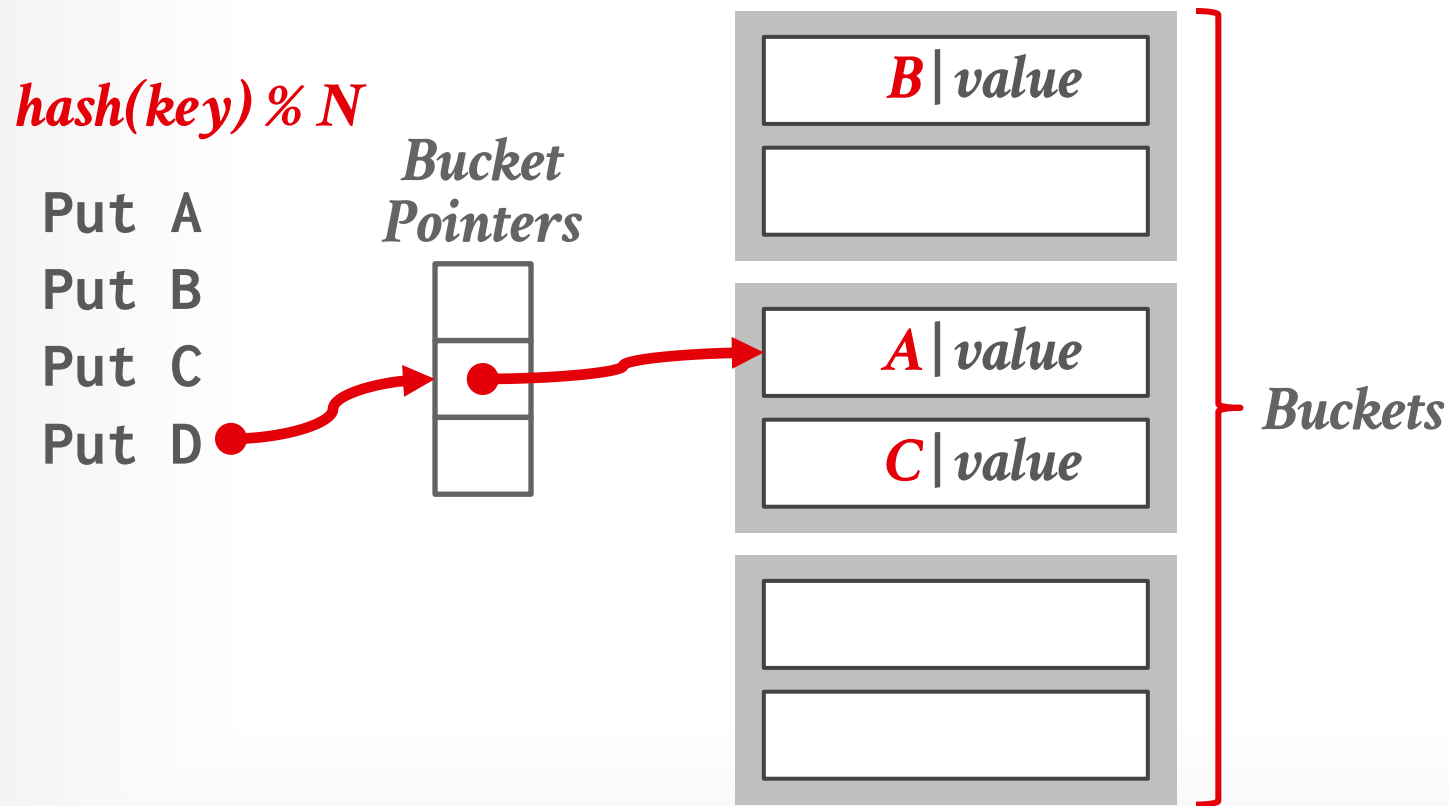 hash(key) % N
Put A
Put B
Put C
Put D
Bucket
Pointers
B|value
A|value
C|value
Buckets